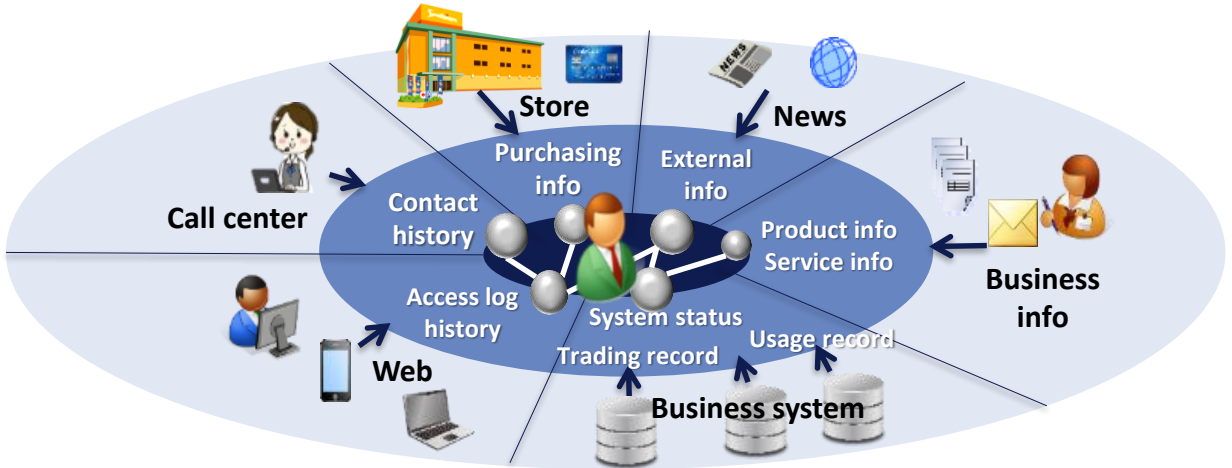 NEWS
Store
News
Purchasing
info
External
info
Call center
Contact
history
Product info
Service info
Business
info
Access log
history
System status
Usage record
Trading record
Web
Business system